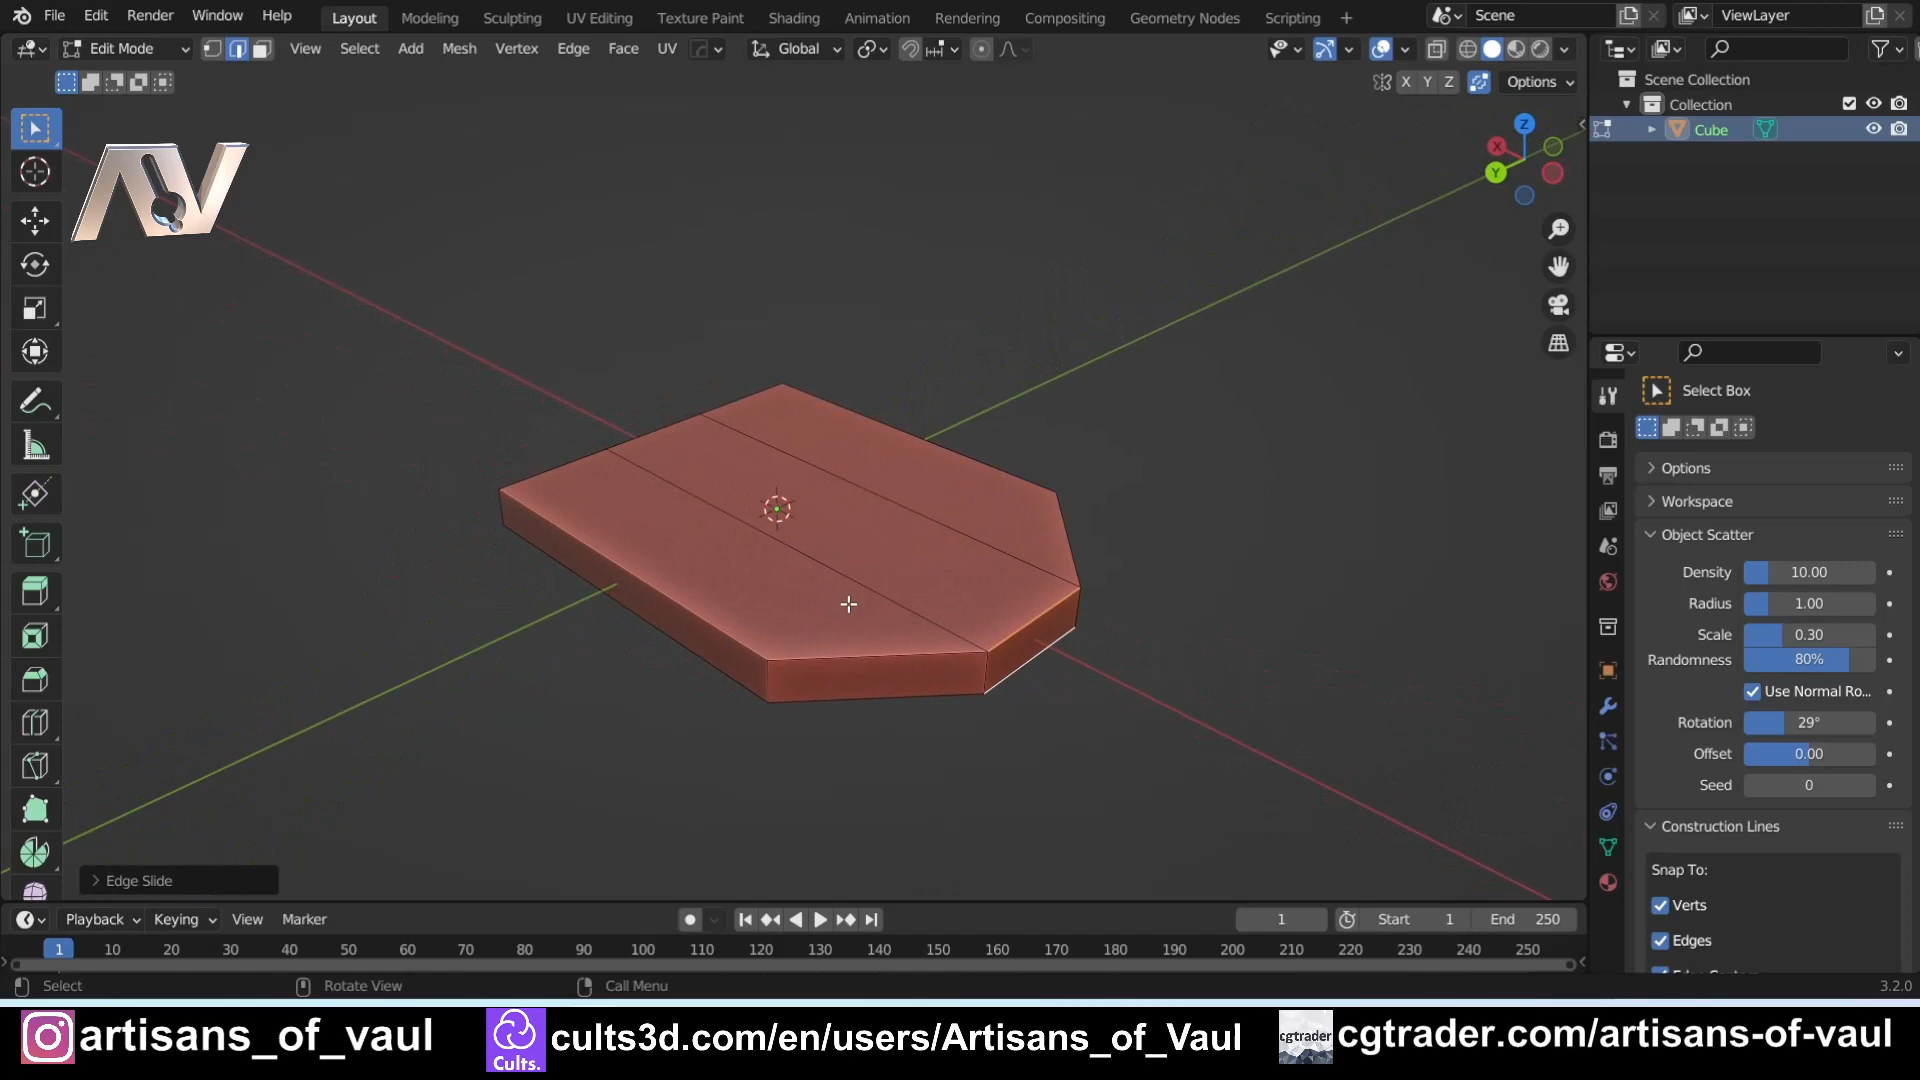 File Edit Render Window Help Layout Modeling Sculpting UV Editing Texture Paint Shading Animation Rendering Compositing Geometry Nodes Scripting + Scene ViewLayer
Edit Mode View Select Add Mesh Vertex Edge Face UV Global
X Y Z Options
Scene Collection
Collection
Cube
Z
X
Y
Select Box
Options
Workspace
Object Scatter
Density 10.00
Radius 1.00
Scale 0.30
Randomness 80%
Use Normal Ro...
Rotation 29°
Offset 0.00
Seed 0
Construction Lines
Snap To:
Verts
Edges
Edge Slide
Playback Keying View Marker 1 Start 1 End 250
1 10 20 30 40 50 60 70 80 90 100 110 120 130 140 150 160 170 180 190 200 210 220 230 240 250
Select Rotate View Call Menu 3.2.0
artisans_of_vaul Cults. cults3d.com/en/users/Artisans_of_Vaul cgtrader cgtrader.com/artisans-of-vaul